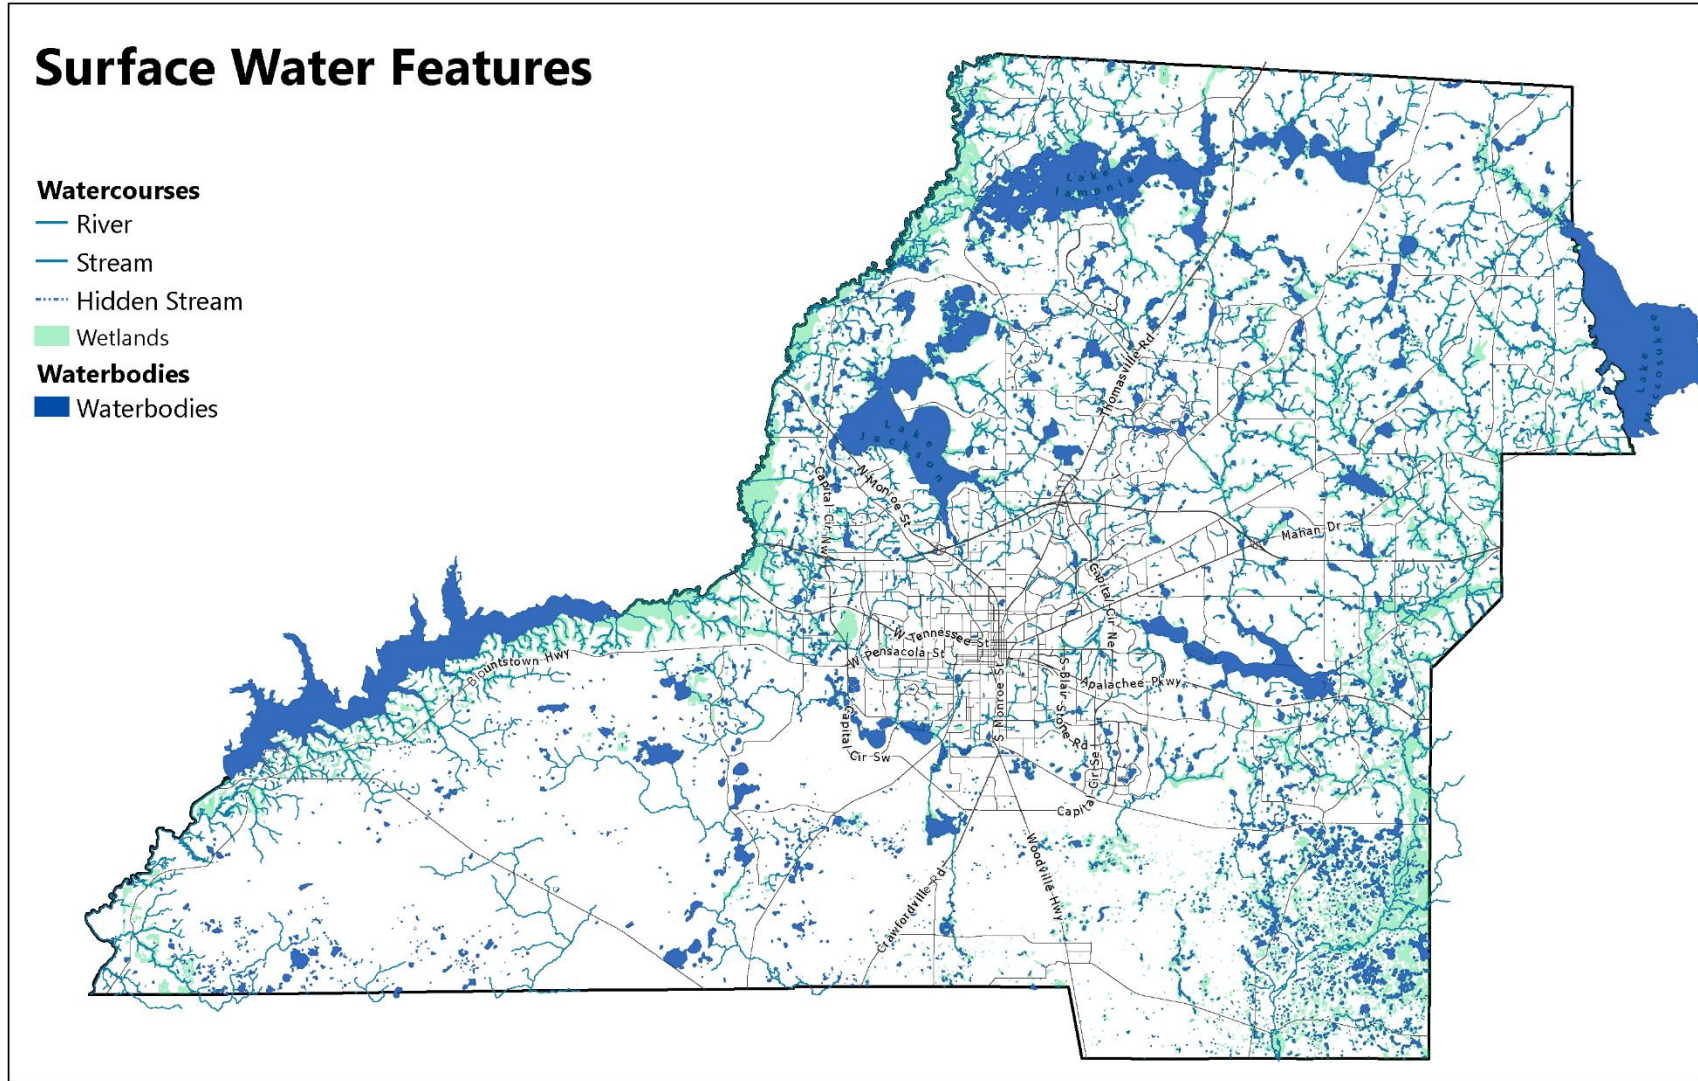 Surface Water Features
Watercourses
River
Stream
Hidden Stream
Wetlands
Waterbodies
Waterbodies
Lake
Iamonia
Lake
Miccosukee
Thomasville Rd
Lake
Jackson
N Monroe St
Capital Cir Nw
Mahan Dr
Capital Cir Ne
W Tennessee St
W Pensacola St
Blountstown Hwy
Apalachee Pkwy
S Monroe St
S Blair Stone Rd
Capital
Cir Sw
Capital Cir Se
Woodville Hwy
Crawfordville Rd